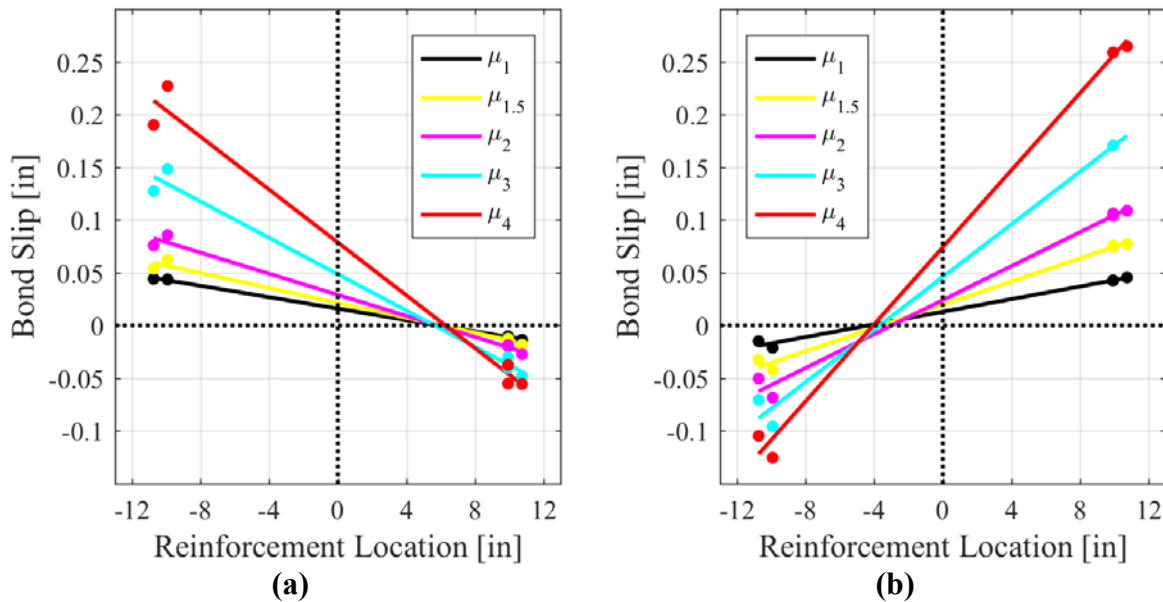 0.25
0.2
0.15
0.1
0.05
0
-0.05
-0.1
Bond Slip [in]
μ1
μ1.5
μ2
μ3
μ4
-12 -8 -4 0 4 8 12
Reinforcement Location [in]
(a)
0.25
0.2
0.15
0.1
0.05
0
-0.05
-0.1
Bond Slip [in]
μ1
μ1.5
μ2
μ3
μ4
-12 -8 -4 0 4 8 12
Reinforcement Location [in]
(b)